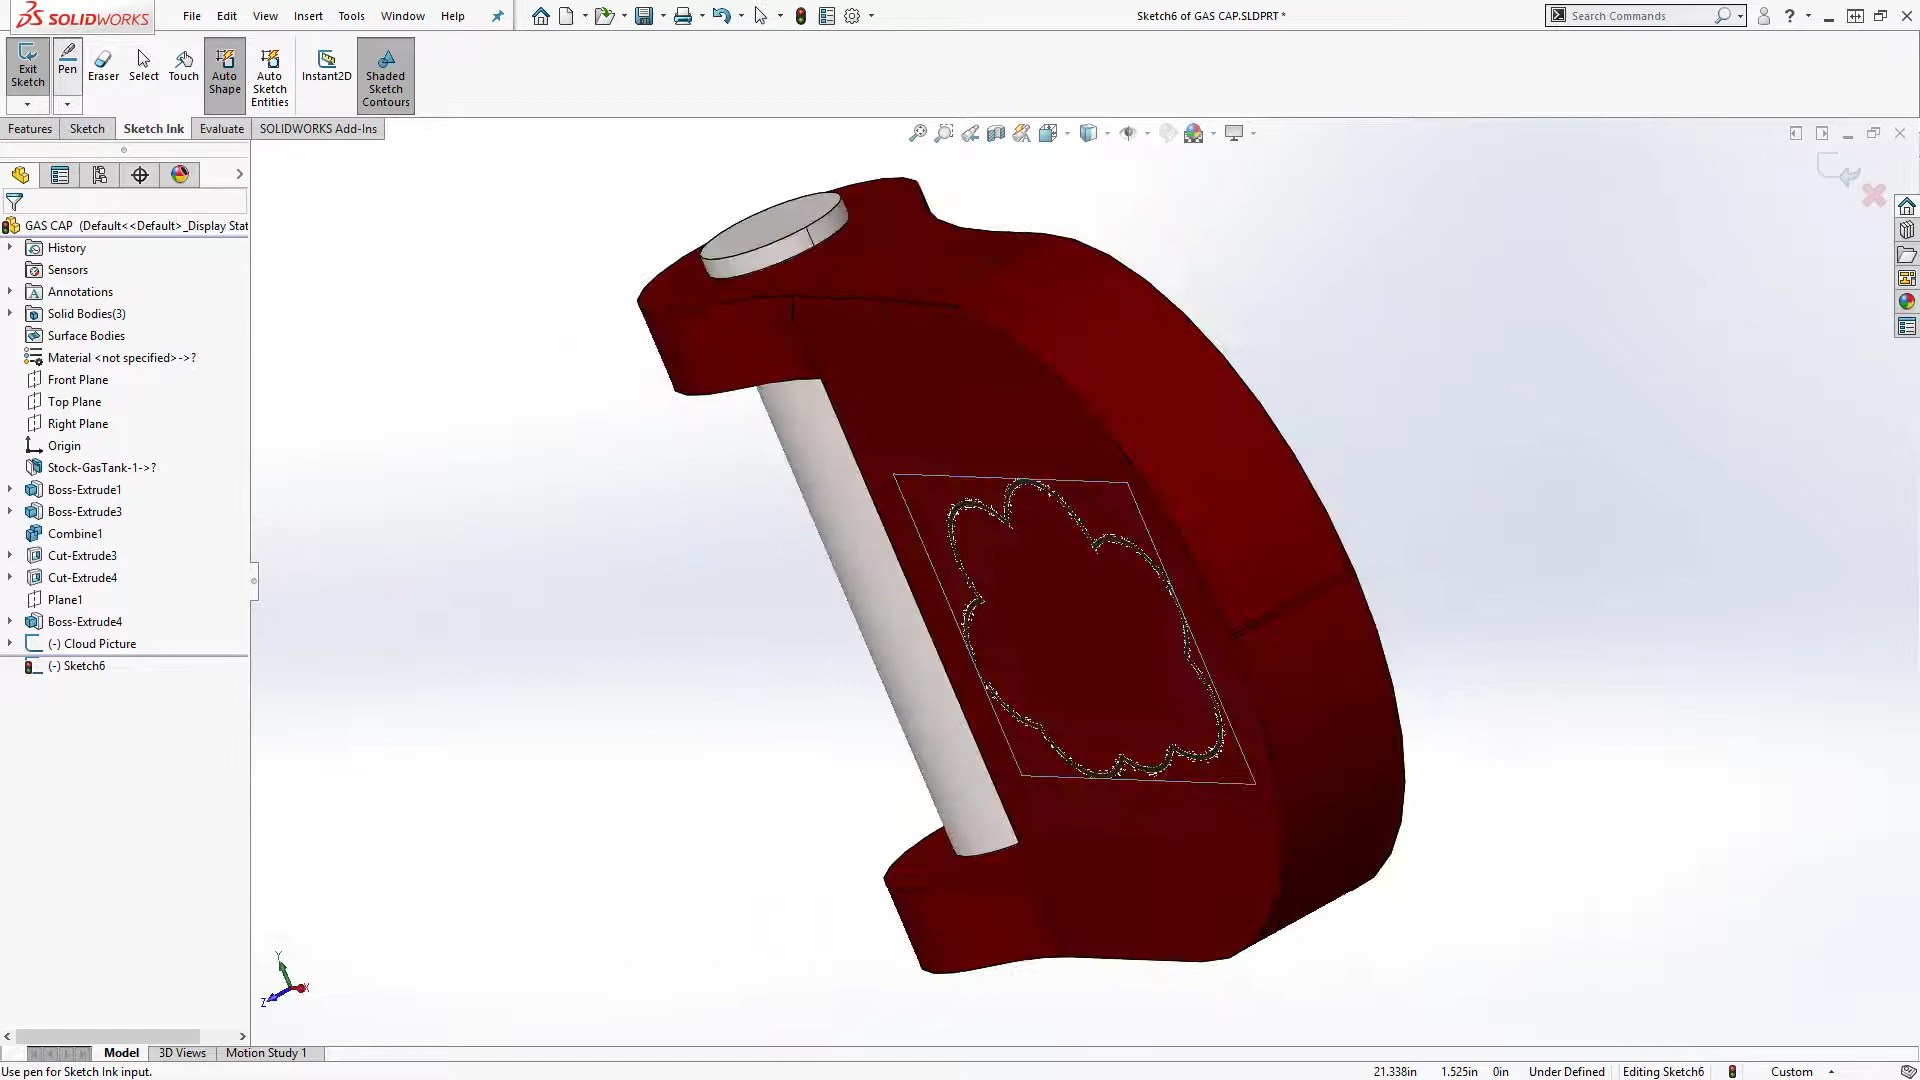 SOLIDWORKS
File Edit View Insert Tools Window Help
Sketch6 of GAS CAP.SLDPRT *
Search Commands
Exit Sketch
Pen
Eraser
Select
Touch
Auto Shape
Auto Sketch Entities
Instant2D
Shaded Sketch Contours
Features Sketch Sketch Ink Evaluate SOLIDWORKS Add-Ins
GAS CAP (Default<<Default>_Display Stat
History
Sensors
Annotations
Solid Bodies(3)
Surface Bodies
Material <not specified>->?
Front Plane
Top Plane
Right Plane
Origin
Stock-GasTank-1->?
Boss-Extrude1
Boss-Extrude3
Combine1
Cut-Extrude3
Cut-Extrude4
Plane1
Boss-Extrude4
(-) Cloud Picture
(-) Sketch6
Y
Z
X
Model 3D Views Motion Study 1
Use pen for Sketch Ink input.
21.338in 1.525in 0in Under Defined Editing Sketch6 Custom